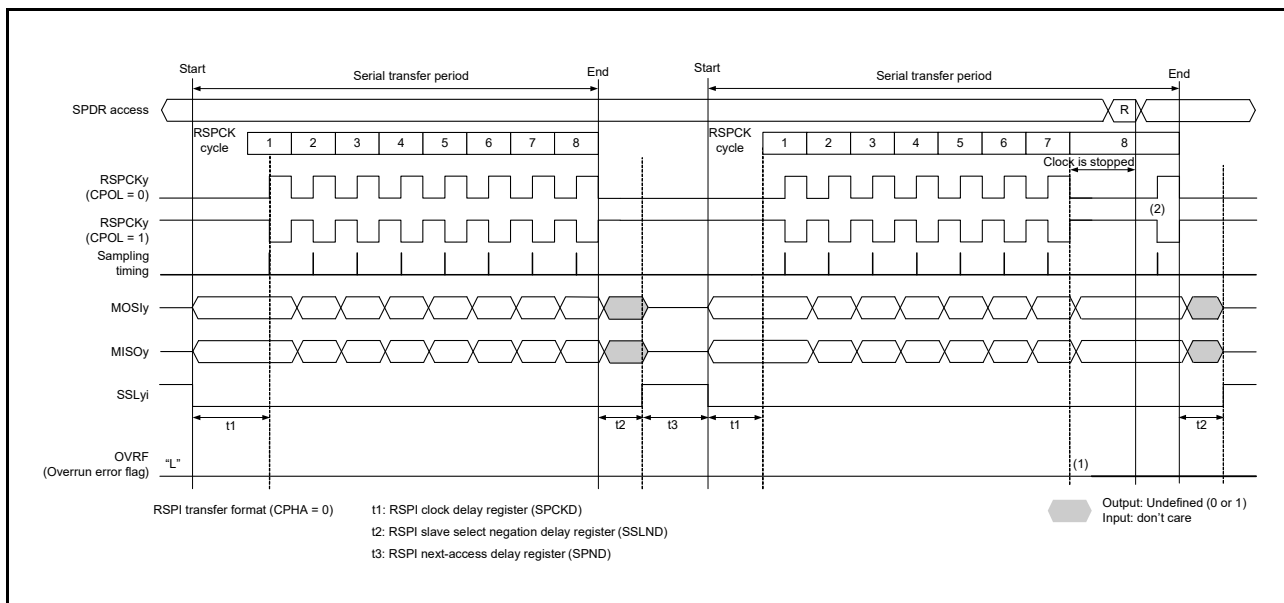 Start
Serial transfer period
End
Start
Serial transfer period
End
SPDR access
R
RSPCK
cycle
1 2 3 4 5 6 7 8
RSPCK
cycle
1 2 3 4 5 6 7 8
Clock is stopped
RSPCKy
(CPOL = 0)
RSPCKy
(CPOL = 1)
(2)
Sampling
timing
MOSIy
MISOy
SSLyi
t1
t2
t3
t1
t2
OVRF
(Overrun error flag)
“L”
(1)
RSPI transfer format (CPHA = 0)
t1: RSPI clock delay register (SPCKD)
t2: RSPI slave select negation delay register (SSLND)
t3: RSPI next-access delay register (SPND)
Output: Undefined (0 or 1)
Input: don’t care